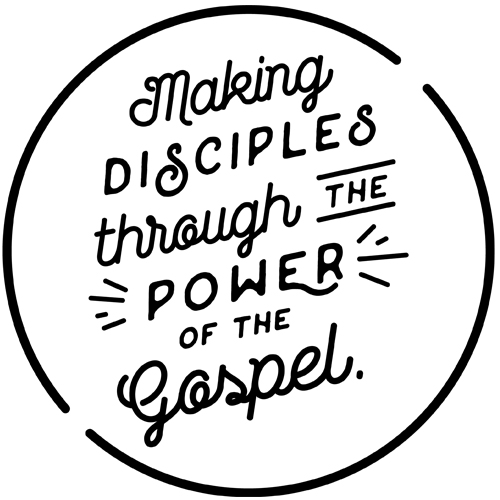 Making
DISCIPLES
through THE
POWER
OF THE
Gospel.